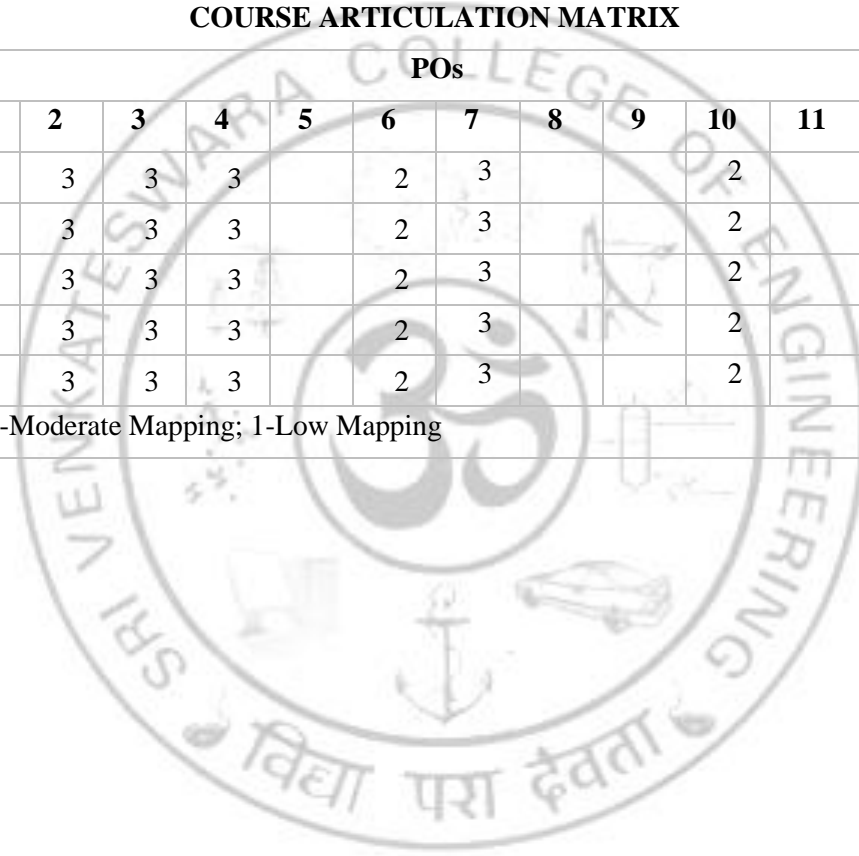 COURSE ARTICULATION MATRIX
POs
2 3 4 5 6 7 8 9 10 11
3 3 3 2 3 2
3 3 3 2 3 2
3 3 3 2 3 2
3 3 3 2 3 2
3 3 3 2 3 2
-Moderate Mapping; 1-Low Mapping
SRI VENKATESWARA COLLEGE OF ENGINEERING
विद्या परा दैवता